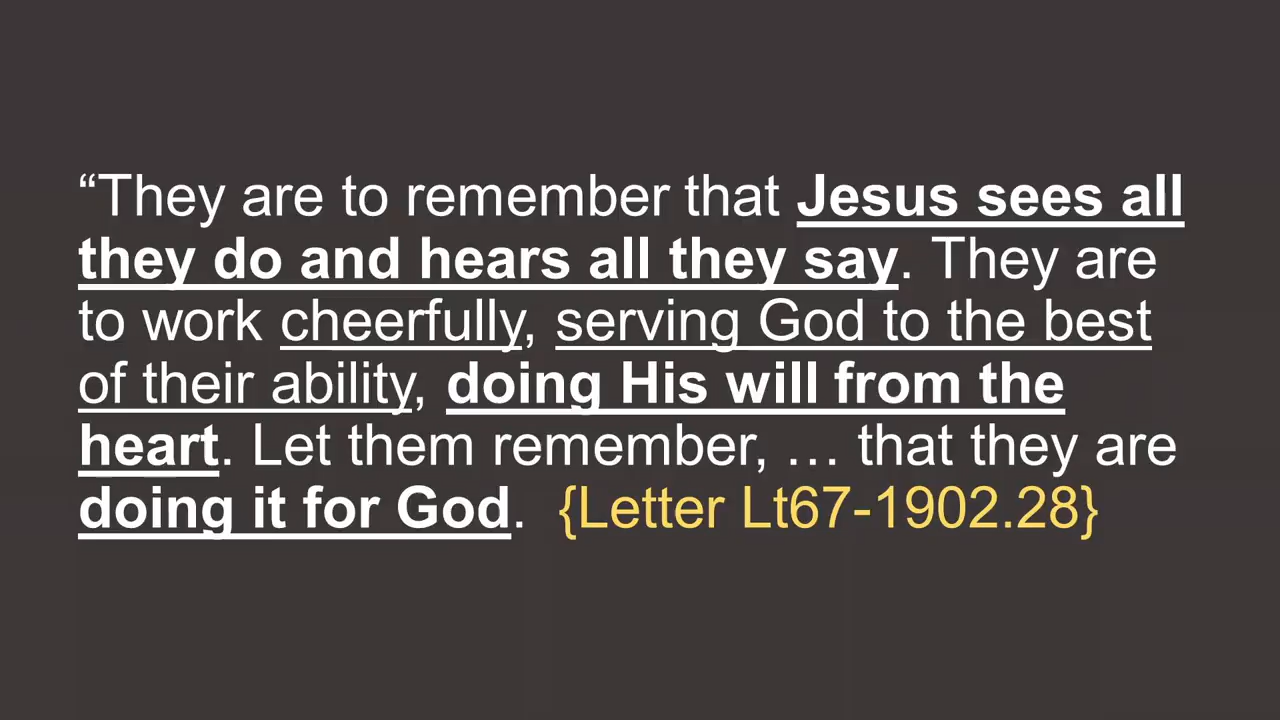 “They are to remember that Jesus sees all
they do and hears all they say. They are
to work cheerfully, serving God to the best
of their ability, doing His will from the
heart. Let them remember, … that they are
doing it for God.  {Letter Lt67-1902.28}